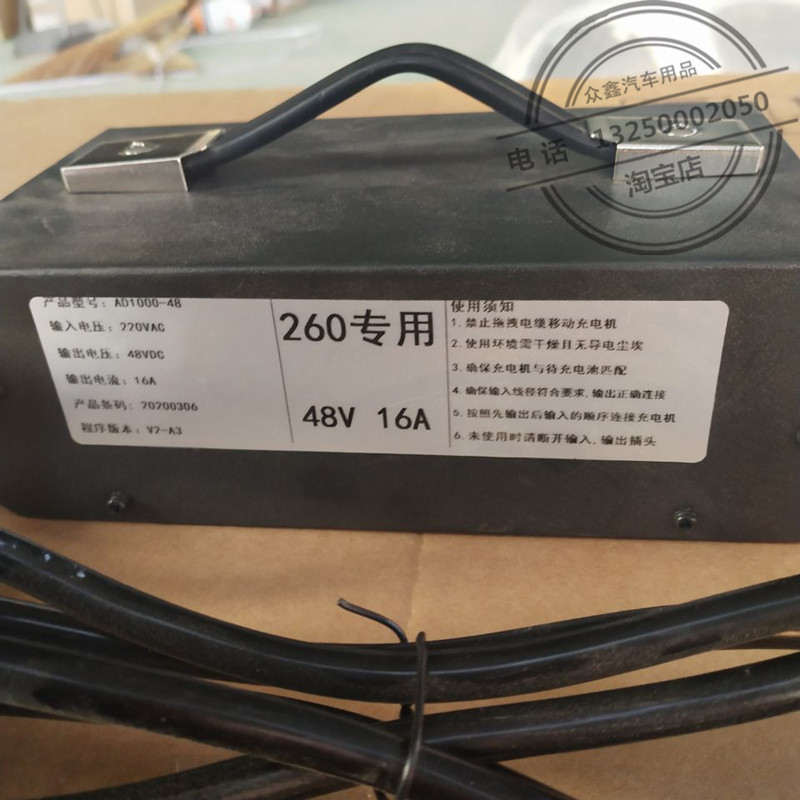 众鑫汽车用品
电话 13250002050
淘宝店
产品型号: AD1000-48
输入电压: 220VAC
输出电压: 48VDC
输出电流: 16A
产品条码: 20200306
程序版本: V2-A3
260专用
48V 16A
使用须知
1. 禁止拖拽电缆移动充电机
2. 使用环境需干燥且无导电尘埃
3. 确保充电机与待充电池匹配
4. 确保输入线径符合要求, 输出正确连接
5. 按照先输出后输入的顺序连接充电机
6. 未使用时请断开输入, 输出插头